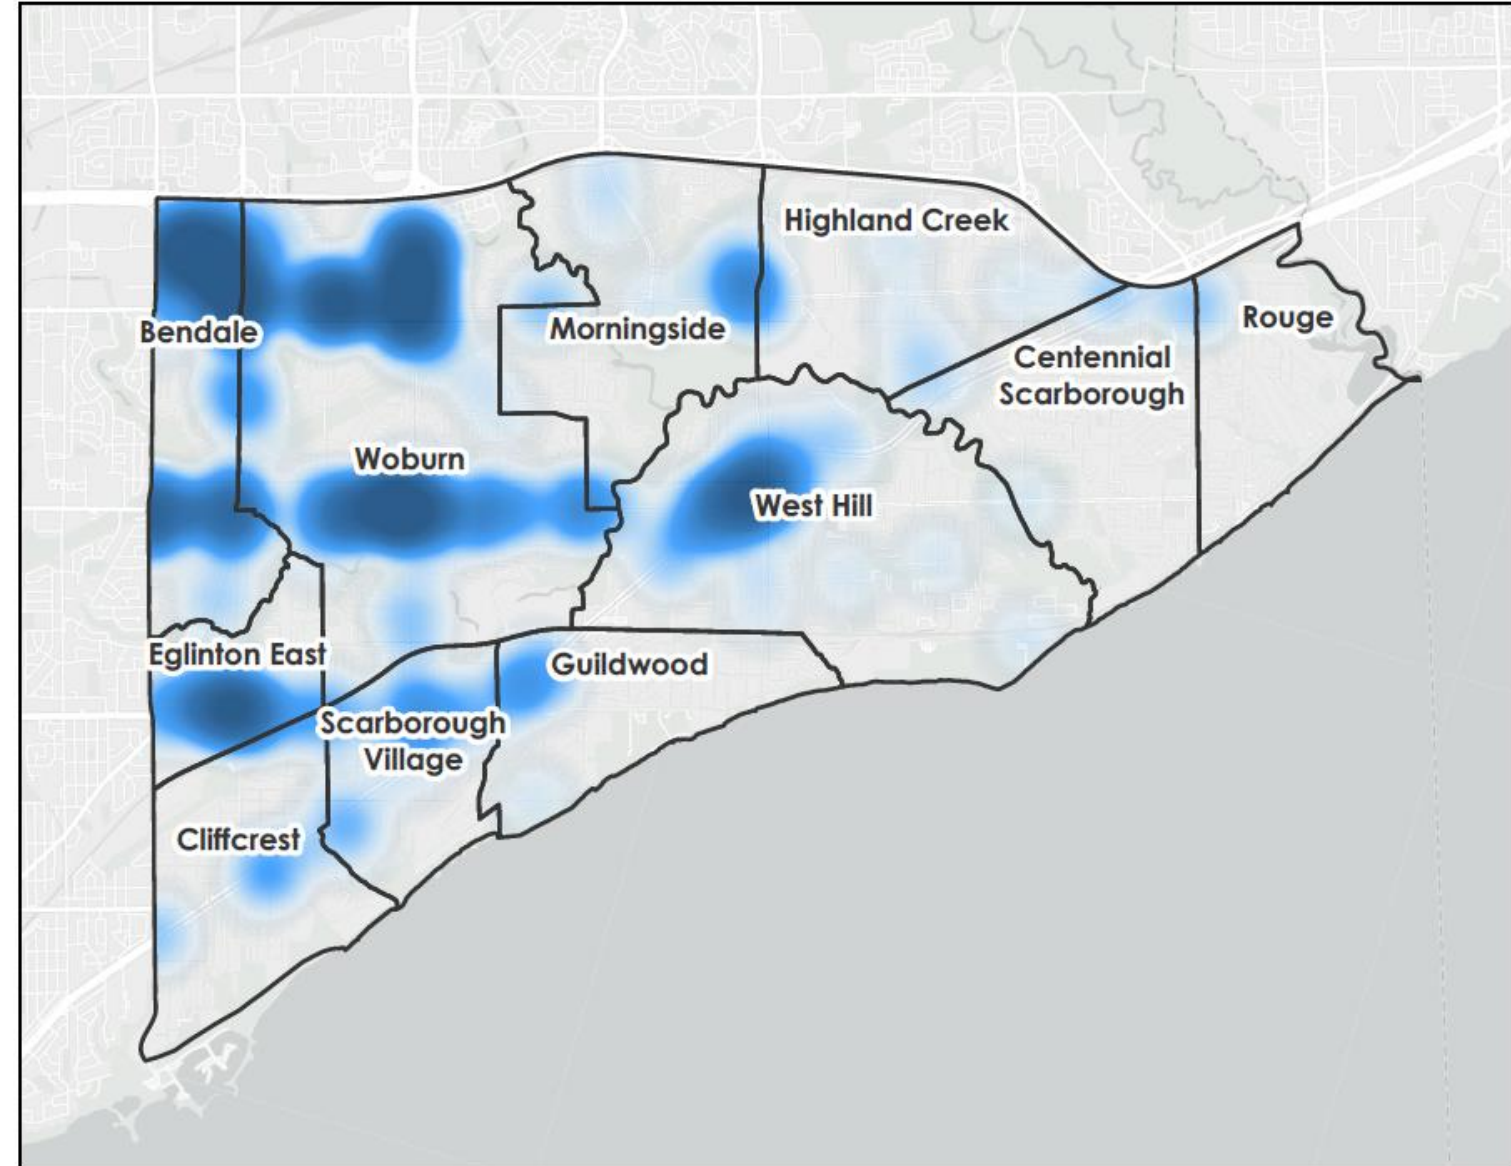 Highland Creek
Rouge
Bendale
Morningside
Centennial
Scarborough
Woburn
West Hill
Eglinton East
Guildwood
Scarborough
Village
Cliffcrest